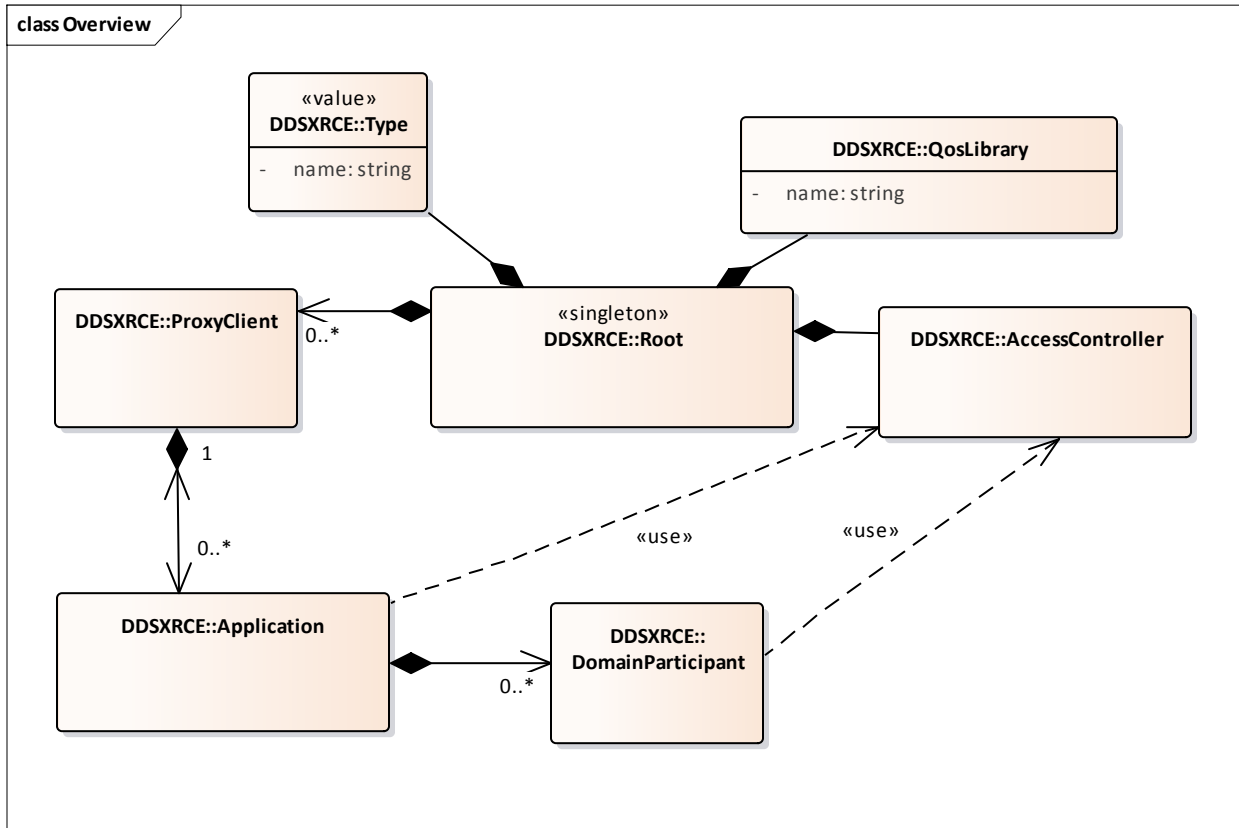 class Overview
«value»
DDSXRCE::Type
- name: string
DDSXRCE::QosLibrary
- name: string
DDSXRCE::ProxyClient
0..*
«singleton»
DDSXRCE::Root
DDSXRCE::AccessController
1
0..*
«use»
«use»
DDSXRCE::Application
0..*
DDSXRCE::
DomainParticipant